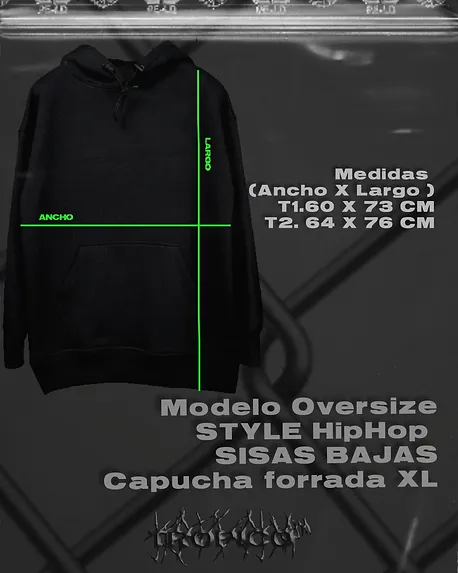 LARGO
ANCHO
Medidas
(Ancho X Largo )
T1.60 X 73 CM
T2. 64 X 76 CM
Modelo Oversize
STYLE HipHop
SISAS BAJAS
Capucha forrada XL